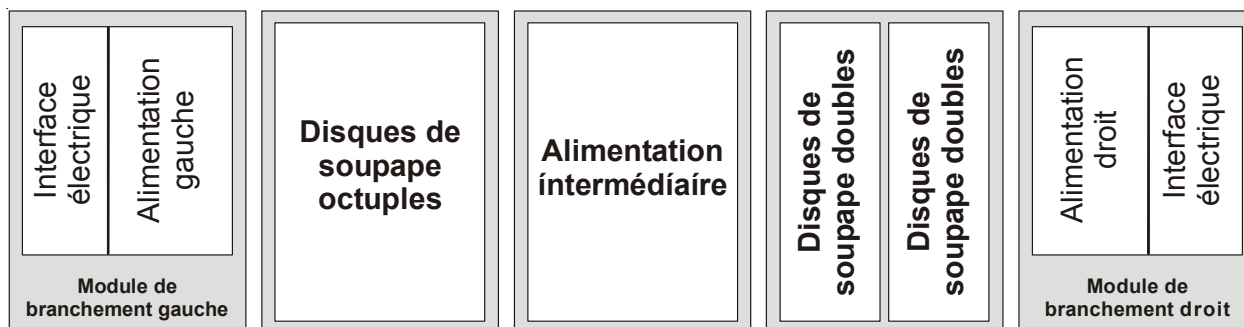 Interface
électrique
Alimentation
gauche
Module de
branchement gauche
Disques de
soupape
octuples
Alimentation
íntermédíaíre
Disques de
soupape doubles
Disques de
soupape doubles
Alimentation
droit
Interface
électrique
Module de
branchement droit